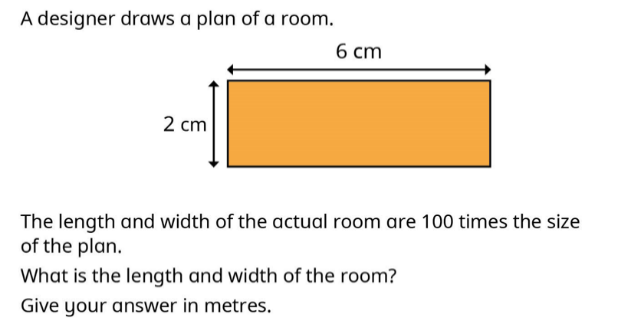 A designer draws a plan of a room.
6 cm
2 cm
The length and width of the actual room are 100 times the size
of the plan.
What is the length and width of the room?
Give your answer in metres.